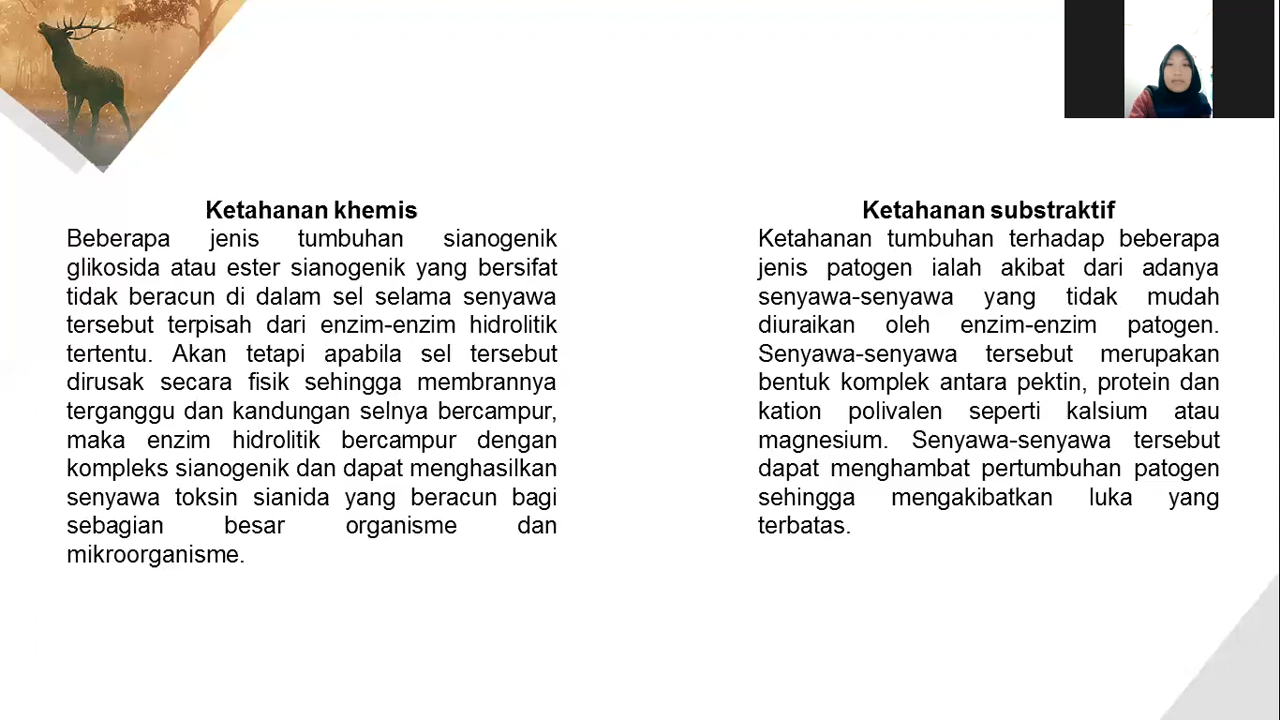 Ketahanan khemis
Beberapa jenis tumbuhan sianogenik
glikosida atau ester sianogenik yang bersifat
tidak beracun di dalam sel selama senyawa
tersebut terpisah dari enzim-enzim hidrolitik
tertentu. Akan tetapi apabila sel tersebut
dirusak secara fisik sehingga membrannya
terganggu dan kandungan selnya bercampur,
maka enzim hidrolitik bercampur dengan
kompleks sianogenik dan dapat menghasilkan
senyawa toksin sianida yang beracun bagi
sebagian besar organisme dan
mikroorganisme.
Ketahanan substraktif
Ketahanan tumbuhan terhadap beberapa
jenis patogen ialah akibat dari adanya
senyawa-senyawa yang tidak mudah
diuraikan oleh enzim-enzim patogen.
Senyawa-senyawa tersebut merupakan
bentuk komplek antara pektin, protein dan
kation polivalen seperti kalsium atau
magnesium. Senyawa-senyawa tersebut
dapat menghambat pertumbuhan patogen
sehingga mengakibatkan luka yang
terbatas.